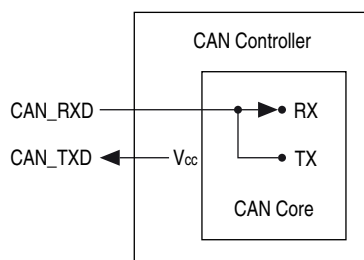 CAN Controller
CAN_RXD
RX
CAN_TXD
Vcc
TX
CAN Core